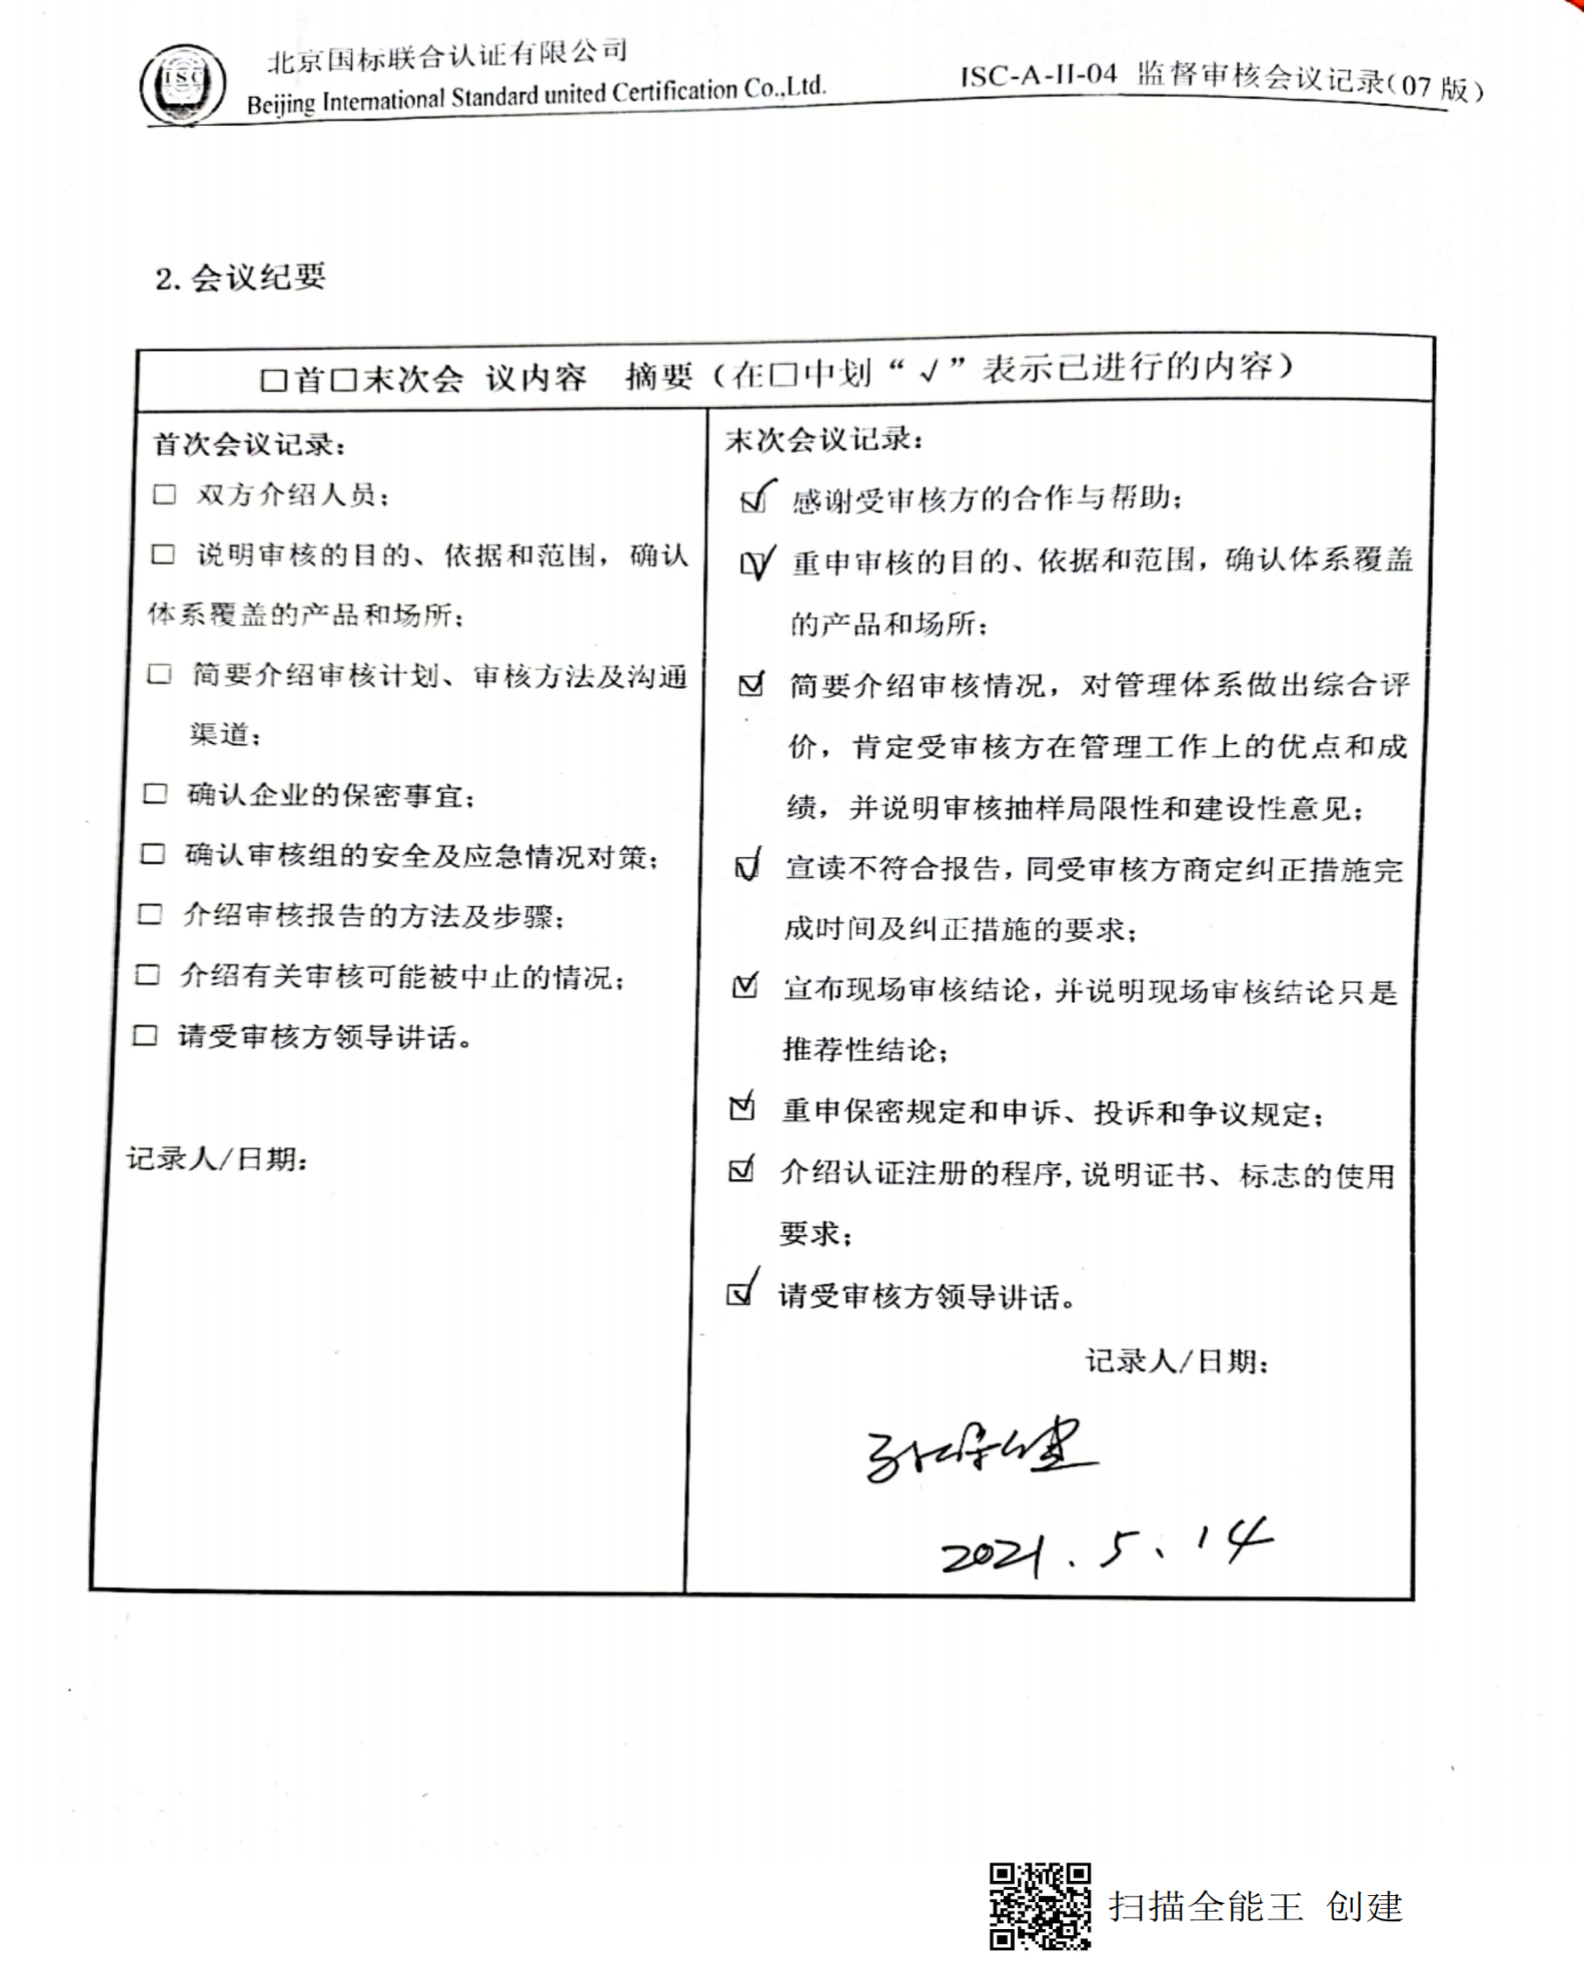 ISC
北京国标联合认证有限公司
Beijing International Standard united Certification Co.,Ltd.
ISC-A-II-04 监督审核会议记录(07 版)
2.会议纪要
□首□末次会 议内容 摘要（在□中划“√”表示已进行的内容）
首次会议记录：
□ 双方介绍人员；
□ 说明审核的目的、依据和范围，确认
体系覆盖的产品和场所；
□ 简要介绍审核计划、审核方法及沟通
渠道；
□ 确认企业的保密事宜；
□ 确认审核组的安全及应急情况对策；
□ 介绍审核报告的方法及步骤；
□ 介绍有关审核可能被中止的情况；
□ 请受审核方领导讲话。
记录人/日期：
末次会议记录：
☑ 感谢受审核方的合作与帮助；
☑ 重申审核的目的、依据和范围，确认体系覆盖
的产品和场所；
☑ 简要介绍审核情况，对管理体系做出综合评
价，肯定受审核方在管理工作上的优点和成
绩，并说明审核抽样局限性和建设性意见；
☑ 宣读不符合报告，同受审核方商定纠正措施完
成时间及纠正措施的要求；
☑ 宣布现场审核结论，并说明现场审核结论只是
推荐性结论；
☑ 重申保密规定和申诉、投诉和争议规定；
☑ 介绍认证注册的程序,说明证书、标志的使用
要求；
☑ 请受审核方领导讲话。
记录人/日期：
2021.5、14
扫描全能王 创建